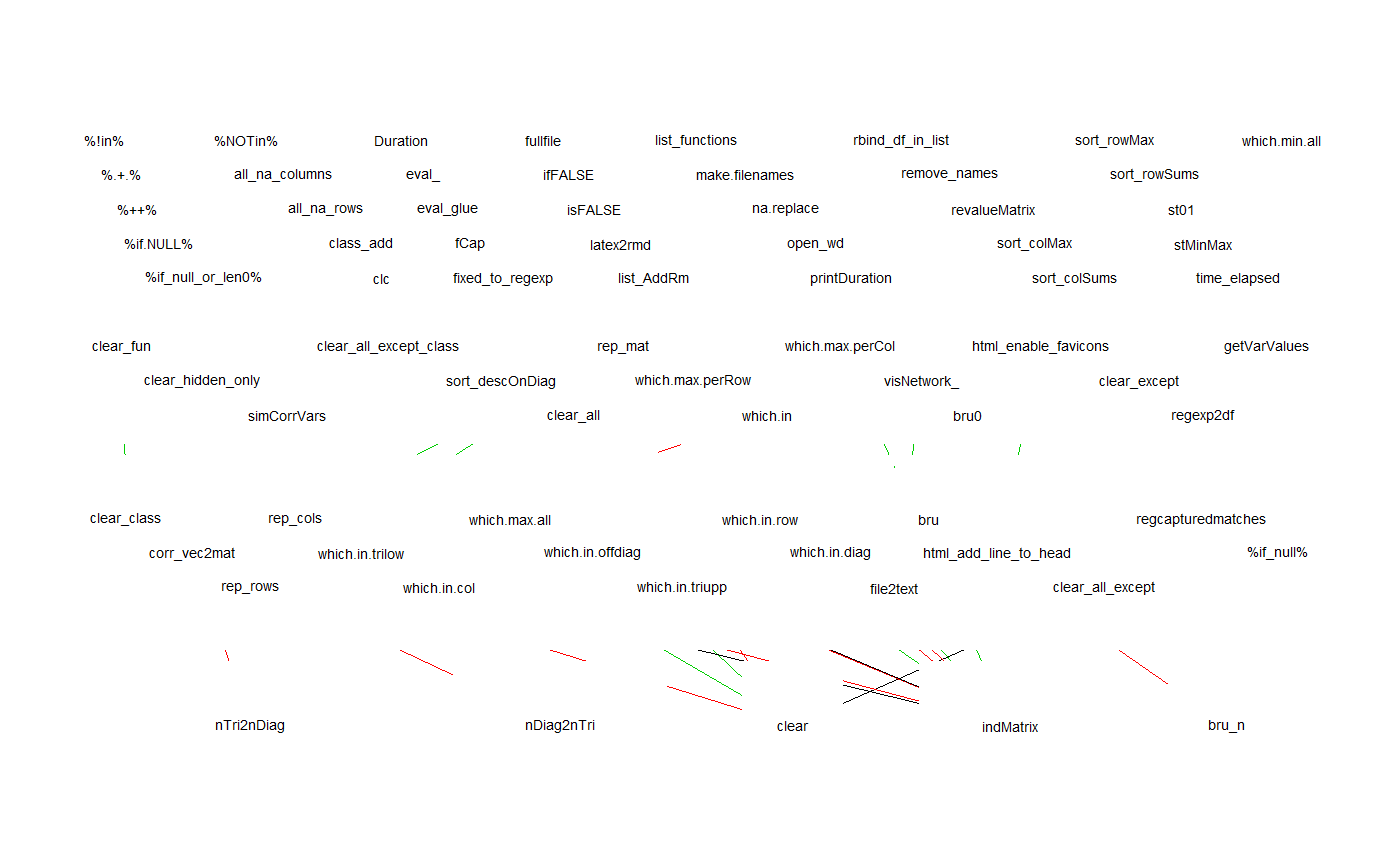 %!in% %NOTin% Duration fullfile list_functions rbind_df_in_list sort_rowMax which.min.all
%.+.% all_na_columns eval_ ifFALSE make.filenames remove_names sort_rowSums
%++% all_na_rows eval_glue isFALSE na.replace revalueMatrix st01
%if.NULL% class_add fCap latex2rmd open_wd sort_colMax stMinMax
%if_null_or_len0% clc fixed_to_regexp list_AddRm printDuration sort_colSums time_elapsed
clear_fun clear_all_except_class rep_mat which.max.perCol html_enable_favicons getVarValues
clear_hidden_only sort_descOnDiag which.max.perRow visNetwork_ clear_except
simCorrVars clear_all which.in bru0 regexp2df
clear_class rep_cols which.max.all which.in.row bru regcapturedmatches
corr_vec2mat which.in.trilow which.in.offdiag which.in.diag html_add_line_to_head %if_null%
rep_rows which.in.col which.in.triupp file2text clear_all_except
nTri2nDiag nDiag2nTri clear indMatrix bru_n